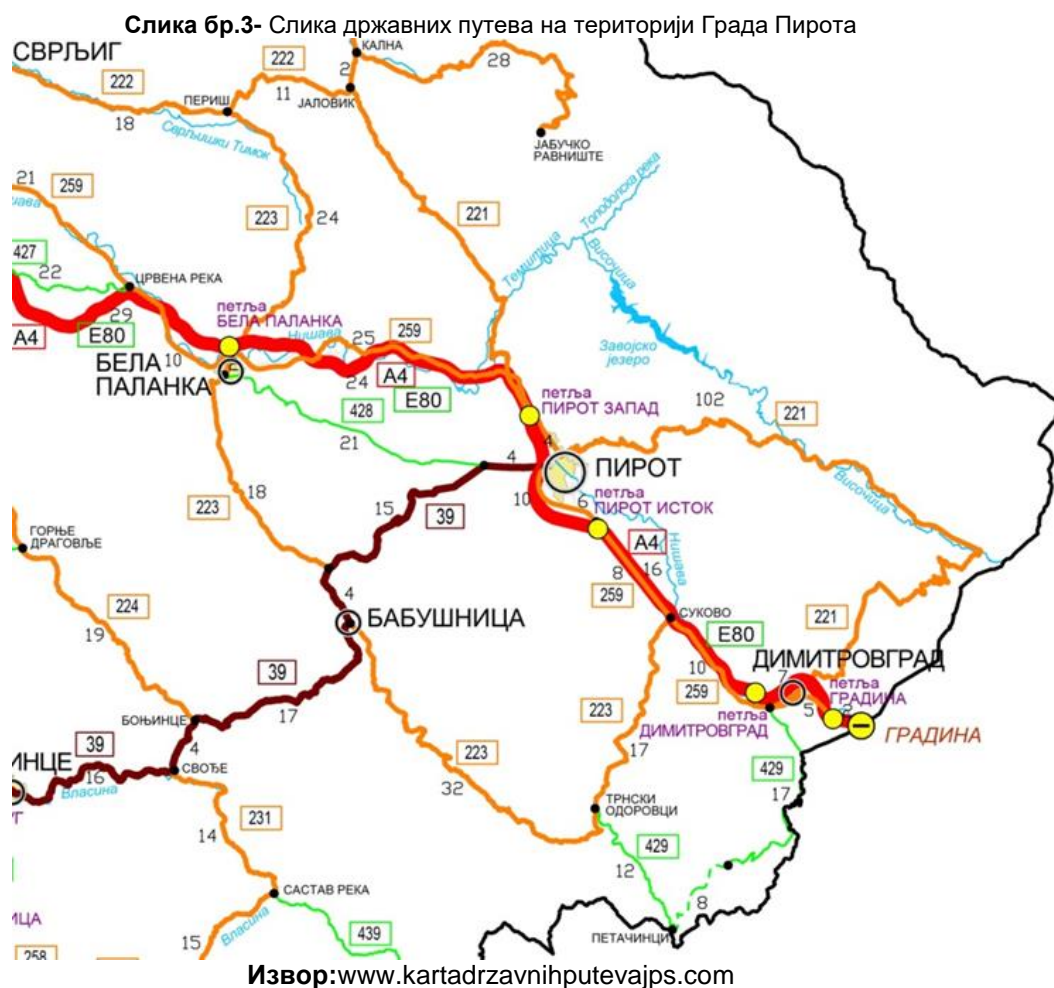 Слика бр.3- Слика државних путева на територији Града Пирота
СВРЉИГ
222
18
ПЕРИШ
Сврљишки Тимок
222
11
2
КАЛНА
ЈАЛОВИК
28
ЈАБУЧКО
РАВНИШТЕ
21
259
223
24
221
Топодолска река
Темштица
Височица
427
22
ЦРВЕНА РЕКА
29
A4
E80
петља
БЕЛА ПАЛАНКА
Нишава
25
259
10
БЕЛА
ПАЛАНКА
24
A4
E80
Завојско
језеро
428
21
петља
ПИРОТ ЗАПАД
102
221
4
4
ПИРОТ
Височица
223
18
15
39
10
6
петља
ПИРОТ ИСТОК
A4
Нишава
ГОРЊЕ
ДРАГОВЉЕ
8
16
259
4
224
19
БАБУШНИЦА
СУКОВО
E80
221
39
17
10
259
ДИМИТРОВГРАД
7
петља
ГРАДИНА
5
2
ГРАДИНА
петља
ДИМИТРОВГРАД
БОЊИНЦЕ
39
4
ИНЦЕ
16
Власина
СВОЂЕ
223
32
223
17
429
17
231
14
ТРНСКИ
ОДОРОВЦИ
429
12
8
САСТАВ РЕКА
ИЦА
15
Власина
439
ПЕТАЧИНЦИ
258
Извор:www.kartadrzavnihputevajps.com